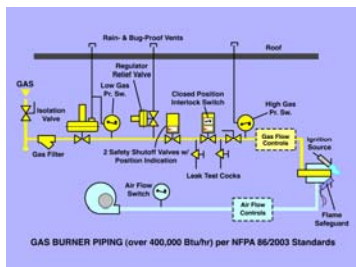 Rain- & Bug-Proof Vents
Roof
Regulator
Relief Valve
GAS
Low Gas
Pr. Sw.
Closed Position
Interlock Switch
High Gas
Pr. Sw.
Isolation
Valve
Ignition
Source
Gas Flow
Controls
Gas Filter
2 Safety Shutoff Valves w/
Position Indication
Leak Test Cocks
Air Flow
Switch
Air Flow
Controls
Flame
Safeguard
GAS BURNER PIPING (over 400,000 Btu/hr) per NFPA 86/2003 Standards